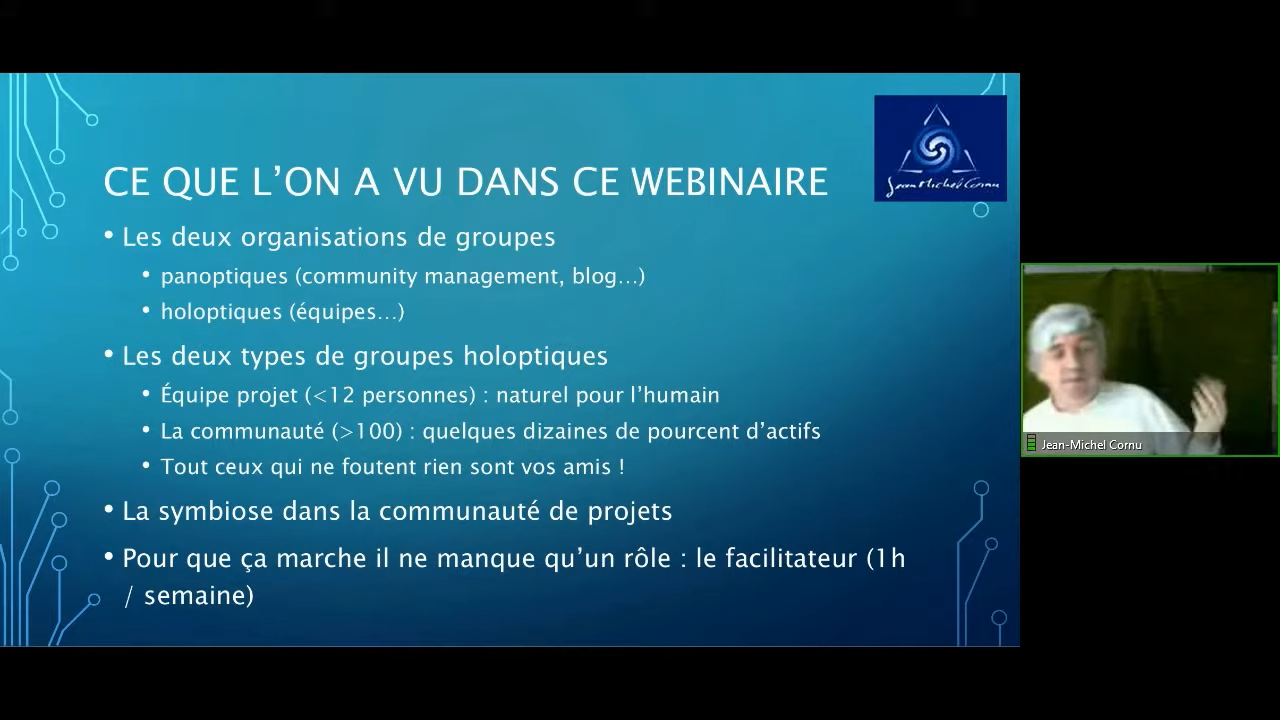 CE QUE L’ON A VU DANS CE WEBINAIRE
Jean Michel Cornu
• Les deux organisations de groupes
• panoptiques (community management, blog…)
• holoptiques (équipes…)
• Les deux types de groupes holoptiques
• Équipe projet (<12 personnes) : naturel pour l’humain
• La communauté (>100) : quelques dizaines de pourcent d’actifs
• Tout ceux qui ne foutent rien sont vos amis !
• La symbiose dans la communauté de projets
• Pour que ça marche il ne manque qu’un rôle : le facilitateur (1h
/ semaine)
Jean-Michel Cornu